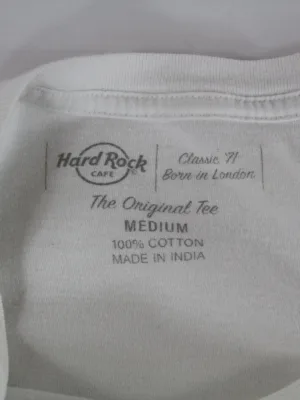 Hard Rock
CAFE
Classic '71
Born in London
The Original Tee
MEDIUM
100% COTTON
MADE IN INDIA